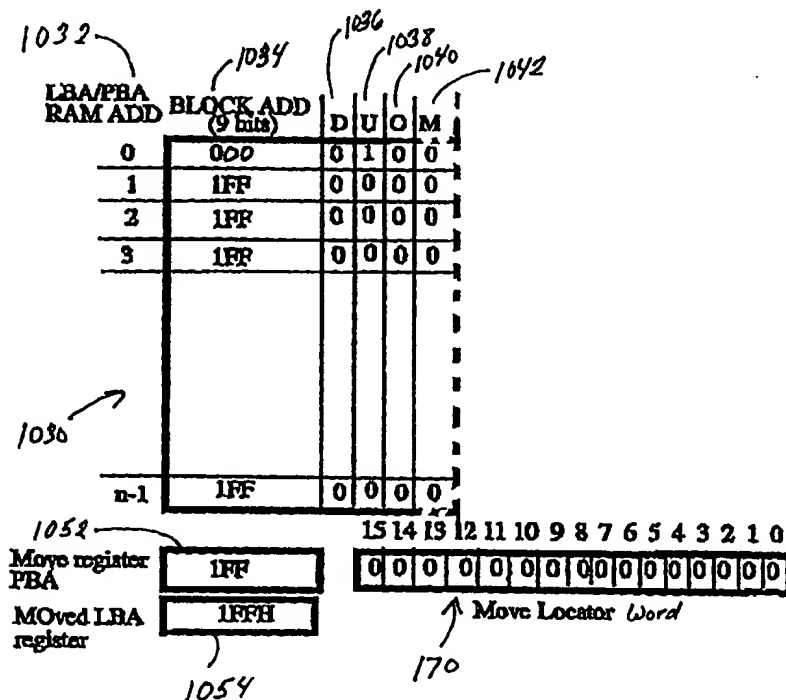 1032 1034 1036 1038 1040 1042
LBA/PBA RAM ADD BLOCK ADD (9 bits) D U O M
0 000 0 1 0 0
1 1FF 0 0 0 0
2 1FF 0 0 0 0
3 1FF 0 0 0 0
1030
n-1 1FF 0 0 0 0
1052
15 14 13 12 11 10 9 8 7 6 5 4 3 2 1 0
Move register PBA 1FF 0 0 0 0 0 0 0 0 0 0 0 0 0 0 0 0
MOved LBA register 1FFH Move Locator Word
1054 170